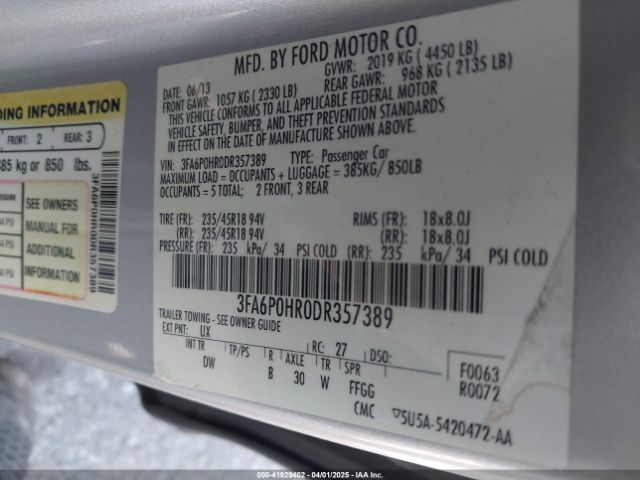 DING INFORMATION
FRONT: 2 REAR: 3
385 kg or 850 lbs.
SEE OWNERS
MANUAL FOR
ADDITIONAL
INFORMATION
3FA6P0HR0DR357389
MFD. BY FORD MOTOR CO.
DATE: 06/13 GVWR: 2019 KG ( 4450 LB)
FRONT GAWR: 1057 KG ( 2330 LB) REAR GAWR: 968 KG ( 2135 LB)
THIS VEHICLE CONFORMS TO ALL APPLICABLE FEDERAL MOTOR
VEHICLE SAFETY, BUMPER, AND THEFT PREVENTION STANDARDS
IN EFFECT ON THE DATE OF MANUFACTURE SHOWN ABOVE.
VIN: 3FA6P0HR0DR357389 TYPE: Passenger Car
MAXIMUM LOAD = OCCUPANTS + LUGGAGE = 385KG/ 850LB
OCCUPANTS = 5 TOTAL; 2 FRONT, 3 REAR
TIRE (FR): 235/45R18 94V RIMS (FR): 18x8.0J
(RR): 235/45R18 94V (RR): 18x8.0J
PRESSURE (FR): 235 kPa/ 34 PSI COLD (RR): 235 kPa/ 34 PSI COLD
3FA6P0HR0DR357389
TRAILER TOWING - SEE OWNER GUIDE
EXT PNT: UX RC: 27 DSO:
INT TR TP/PS R AXLE TR SPR
DW B 30 W FFGG
F0063
R0072
CMC ▽5U5A-5420472-AA
000-41929402 04/01/2025 IAAI.com